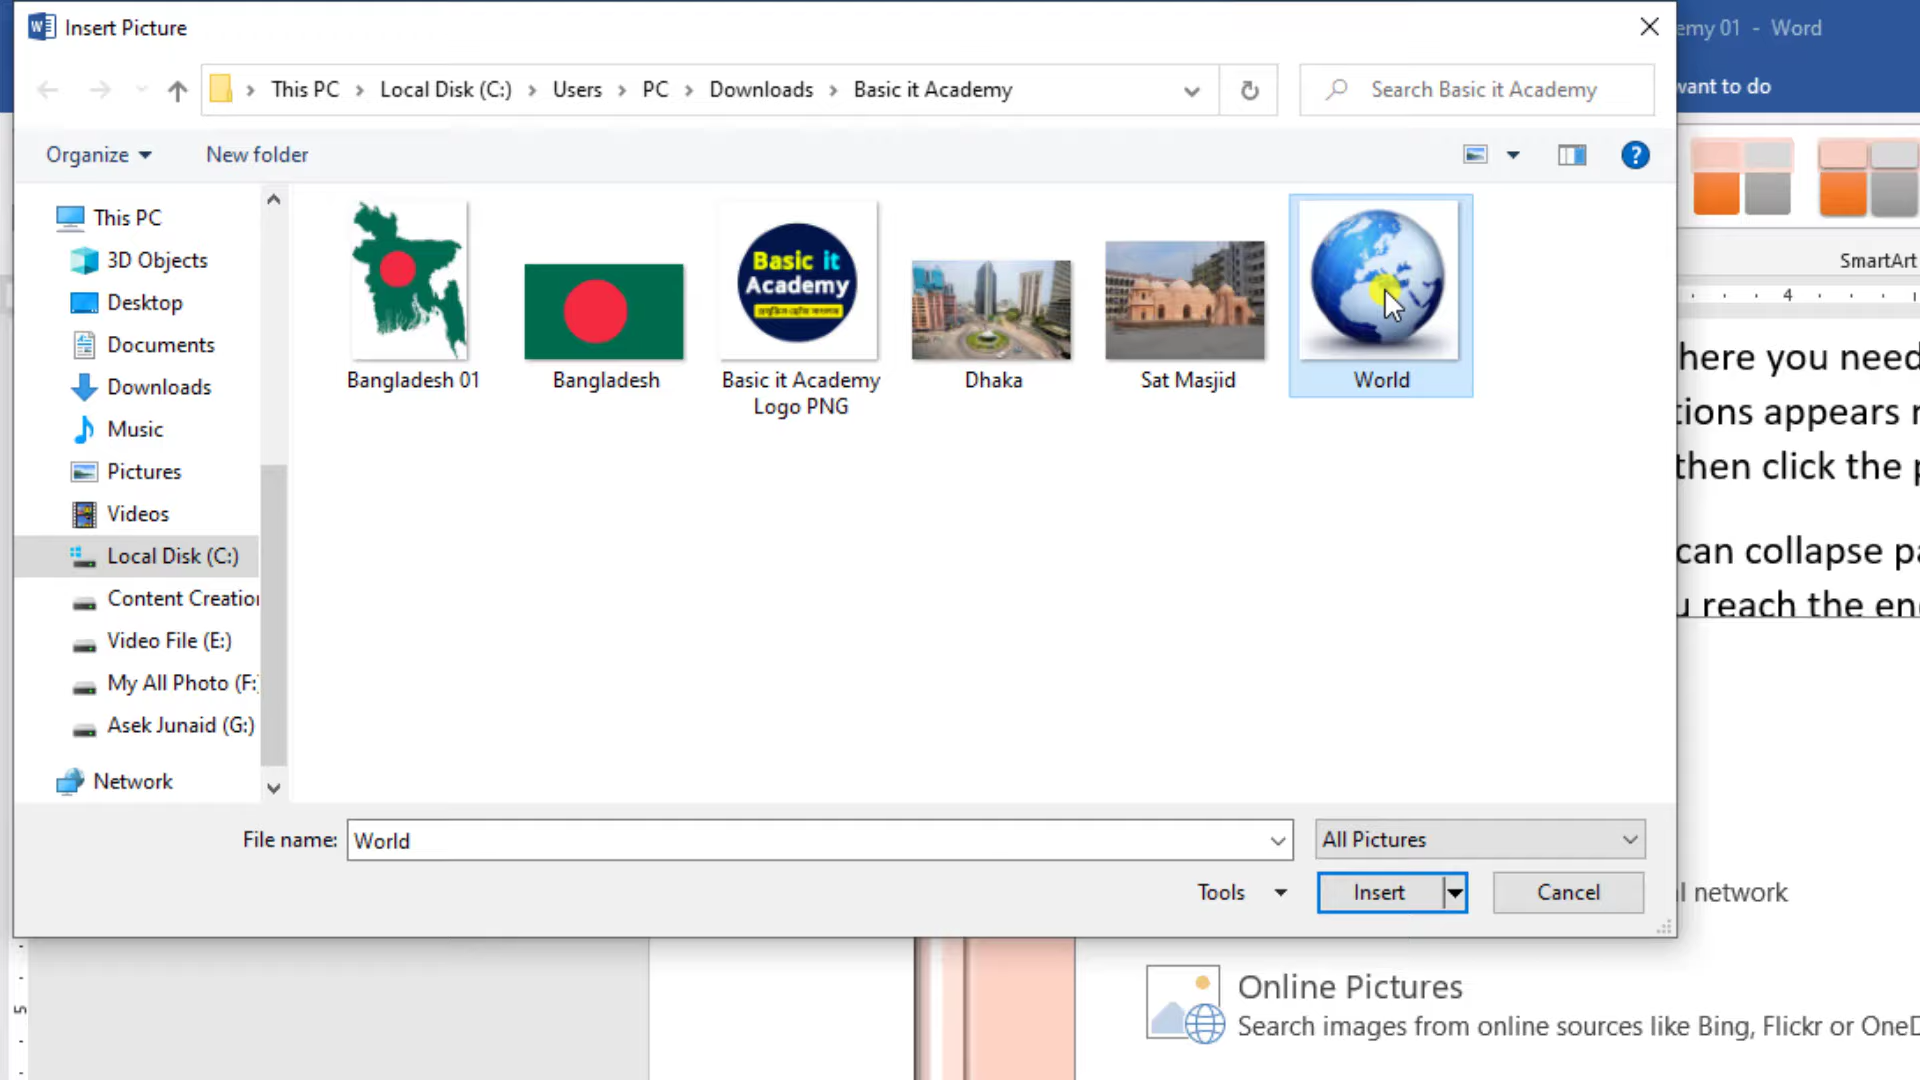 Insert Picture
emy 01 - Word
This PC > Local Disk (C:) > Users > PC > Downloads > Basic it Academy
Search Basic it Academy
want to do
Organize
New folder
This PC
3D Objects
Desktop
Documents
Downloads
Music
Pictures
Videos
Local Disk (C:)
Content Creation
Video File (E:)
My All Photo (F:
Asek Junaid (G:)
Network
Basic it
Academy
Bangladesh 01
Bangladesh
Basic it Academy
Logo PNG
Dhaka
Sat Masjid
World
SmartArt
4
here you need
tions appears
then click the
can collapse pa
u reach the en
File name:
World
All Pictures
Tools
Insert
Cancel
l network
5
Online Pictures
Search images from online sources like Bing, Flickr or OneD